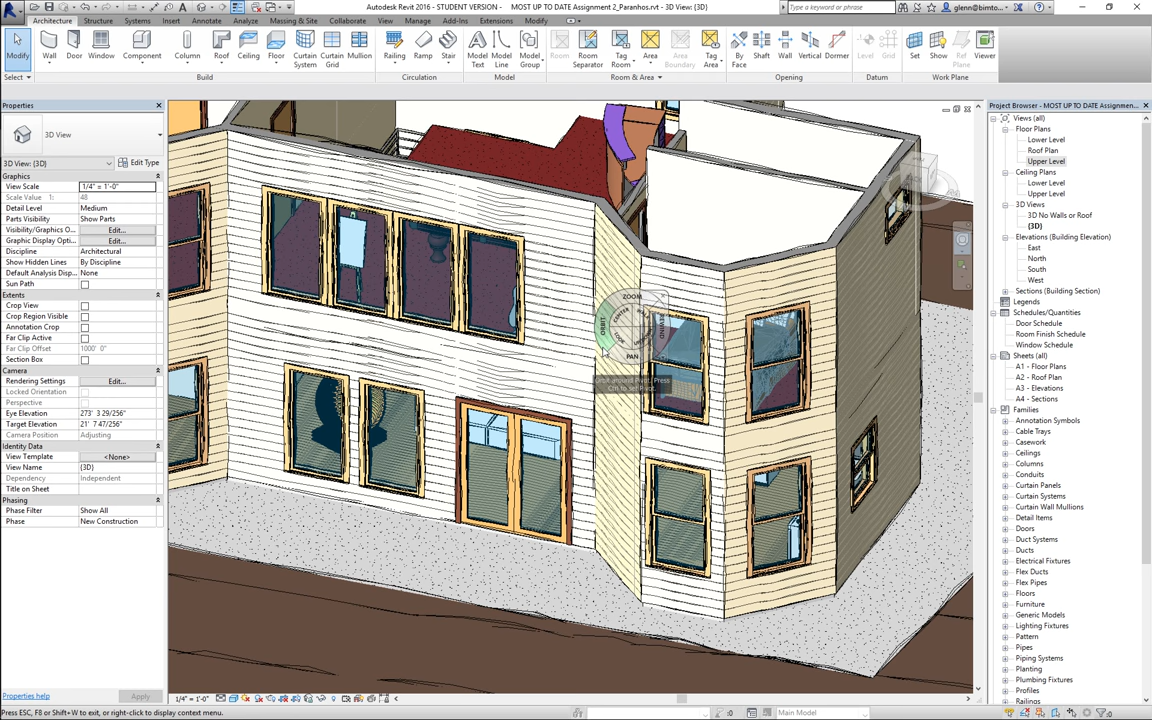 Autodesk Revit 2016 - STUDENT VERSION - MOST UP TO DATE Assignment 2_Paranhos.rvt - 3D View: {3D}
Type a keyword or phrase
glenn@bimto...
Architecture Structure Systems Insert Annotate Analyze Massing & Site Collaborate View Manage Add-Ins Extensions Modify
Modify Wall Door Window Component Column Roof Ceiling Floor Curtain System Curtain Grid Mullion Railing Ramp Stair Model Text Model Line Model Group Room Room Separator Tag Room Area Area Boundary Tag Area By Face Shaft Wall Vertical Dormer Level Grid Set Show Ref Plane Viewer
Select Build Circulation Model Room & Area Opening Datum Work Plane
Properties
3D View
3D View: {3D} Edit Type
Graphics
View Scale 1/4" = 1'-0"
Scale Value 1: 48
Detail Level Medium
Parts Visibility Show Parts
Visibility/Graphics O... Edit...
Graphic Display Opti... Edit...
Discipline Architectural
Show Hidden Lines By Discipline
Default Analysis Disp... None
Sun Path
Extents
Crop View
Crop Region Visible
Annotation Crop
Far Clip Active
Far Clip Offset 1000' 0"
Section Box
Camera
Rendering Settings Edit...
Locked Orientation
Perspective
Eye Elevation 273' 3 29/256"
Target Elevation 21' 7 47/256"
Camera Position Adjusting
Identity Data
View Template <None>
View Name {3D}
Dependency Independent
Title on Sheet
Phasing
Phase Filter Show All
Phase New Construction
Properties help Apply
ZOOM
ORBIT
CENTER
LOOK
REWIND
PAN
Orbit around Pivot. Press
Ctrl to set Pivot.
Project Browser - MOST UP TO DATE Assignmen...
Views (all)
Floor Plans
Lower Level
Roof Plan
Upper Level
Ceiling Plans
Lower Level
Upper Level
3D Views
3D No Walls or Roof
{3D}
Elevations (Building Elevation)
East
North
South
West
Sections (Building Section)
Legends
Schedules/Quantities
Door Schedule
Room Finish Schedule
Window Schedule
Sheets (all)
A1 - Floor Plans
A2 - Roof Plan
A3 - Elevations
A4 - Sections
Families
Annotation Symbols
Cable Trays
Casework
Ceilings
Columns
Conduits
Curtain Panels
Curtain Systems
Curtain Wall Mullions
Detail Items
Doors
Duct Systems
Ducts
Electrical Fixtures
Flex Ducts
Flex Pipes
Floors
Furniture
Generic Models
Lighting Fixtures
Pattern
Pipes
Piping Systems
Planting
Plumbing Fixtures
Profiles
Railings
1/4" = 1'-0"
Press ESC, F8 or Shift+W to exit, or right-click to display context menu.
:0 Main Model :0